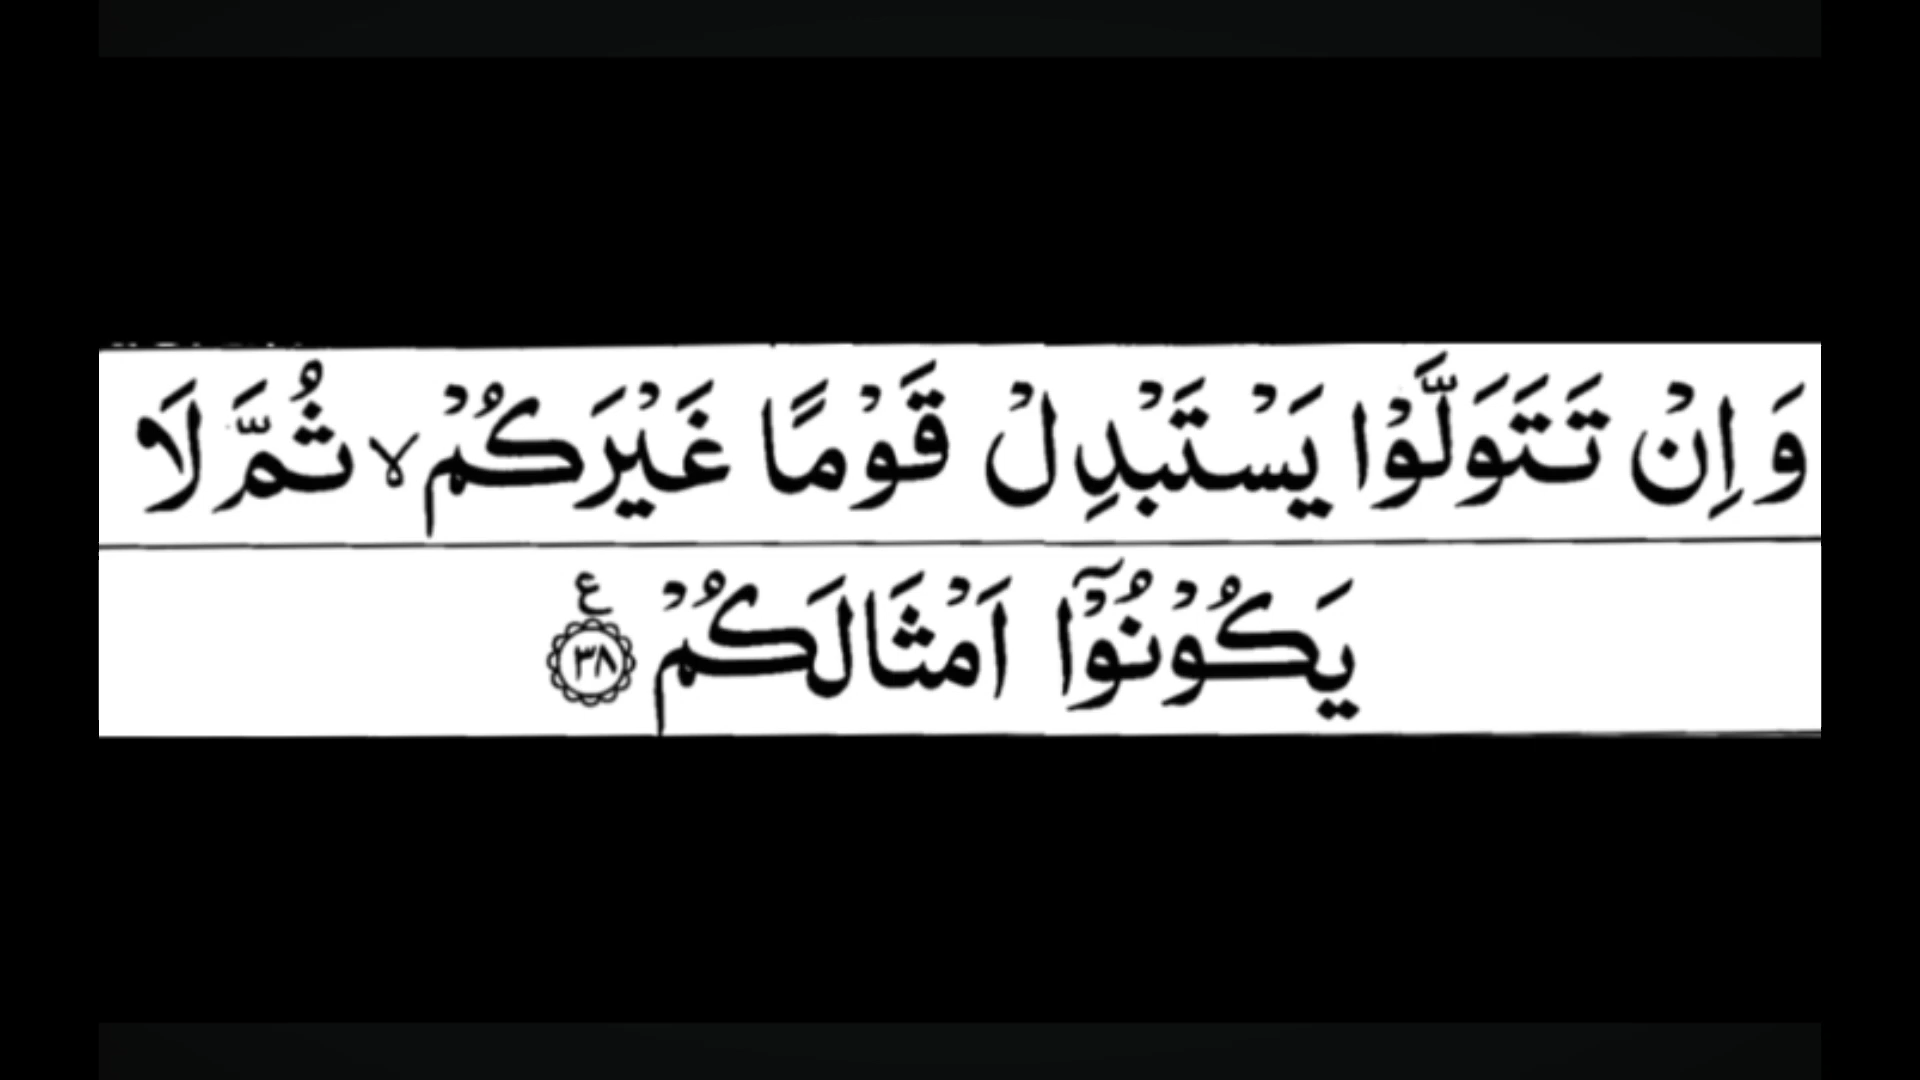 وَ اِنْ تَتَوَلَّوْا يَسْتَبْدِلْ قَوْمًا غَيْرَكُمْ ۙ ثُمَّ لَا
يَكُوْنُوْۤا اَمْثَالَكُمْ ﴿۳۸﴾ ع